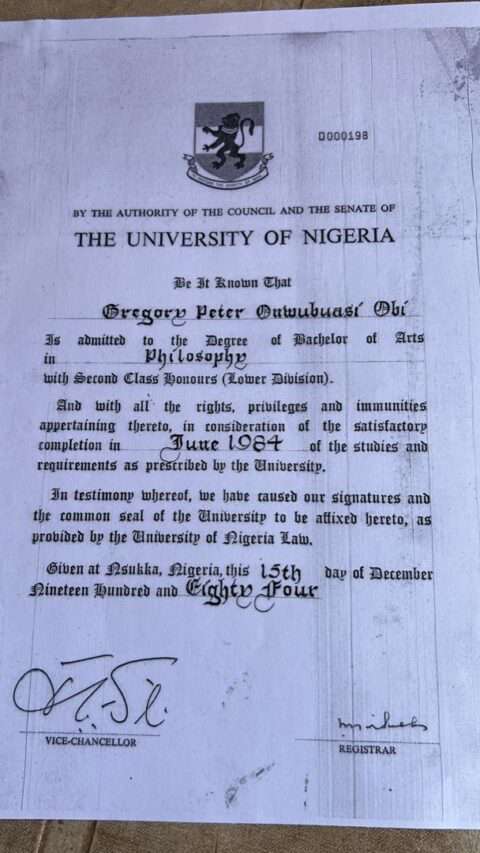 D000198
BY THE AUTHORITY OF THE COUNCIL AND THE SENATE OF
THE UNIVERSITY OF NIGERIA
Be It Known That
Gregory Peter Onwubuasi Obi
Is admitted to the Degree of Bachelor of Arts
in Philosophy
with Second Class Honours (Lower Division).
And with all the rights, privileges and immunities
appertaining thereto, in consideration of the satisfactory
completion in June 1984 of the studies and
requirements as prescribed by the University.
In testimony whereof, we have caused our signatures and
the common seal of the University to be affixed hereto, as
provided by the University of Nigeria Law.
Given at Nsukka, Nigeria, this 15th day of December
Nineteen Hundred and Eighty Four
VICE-CHANCELLOR
REGISTRAR